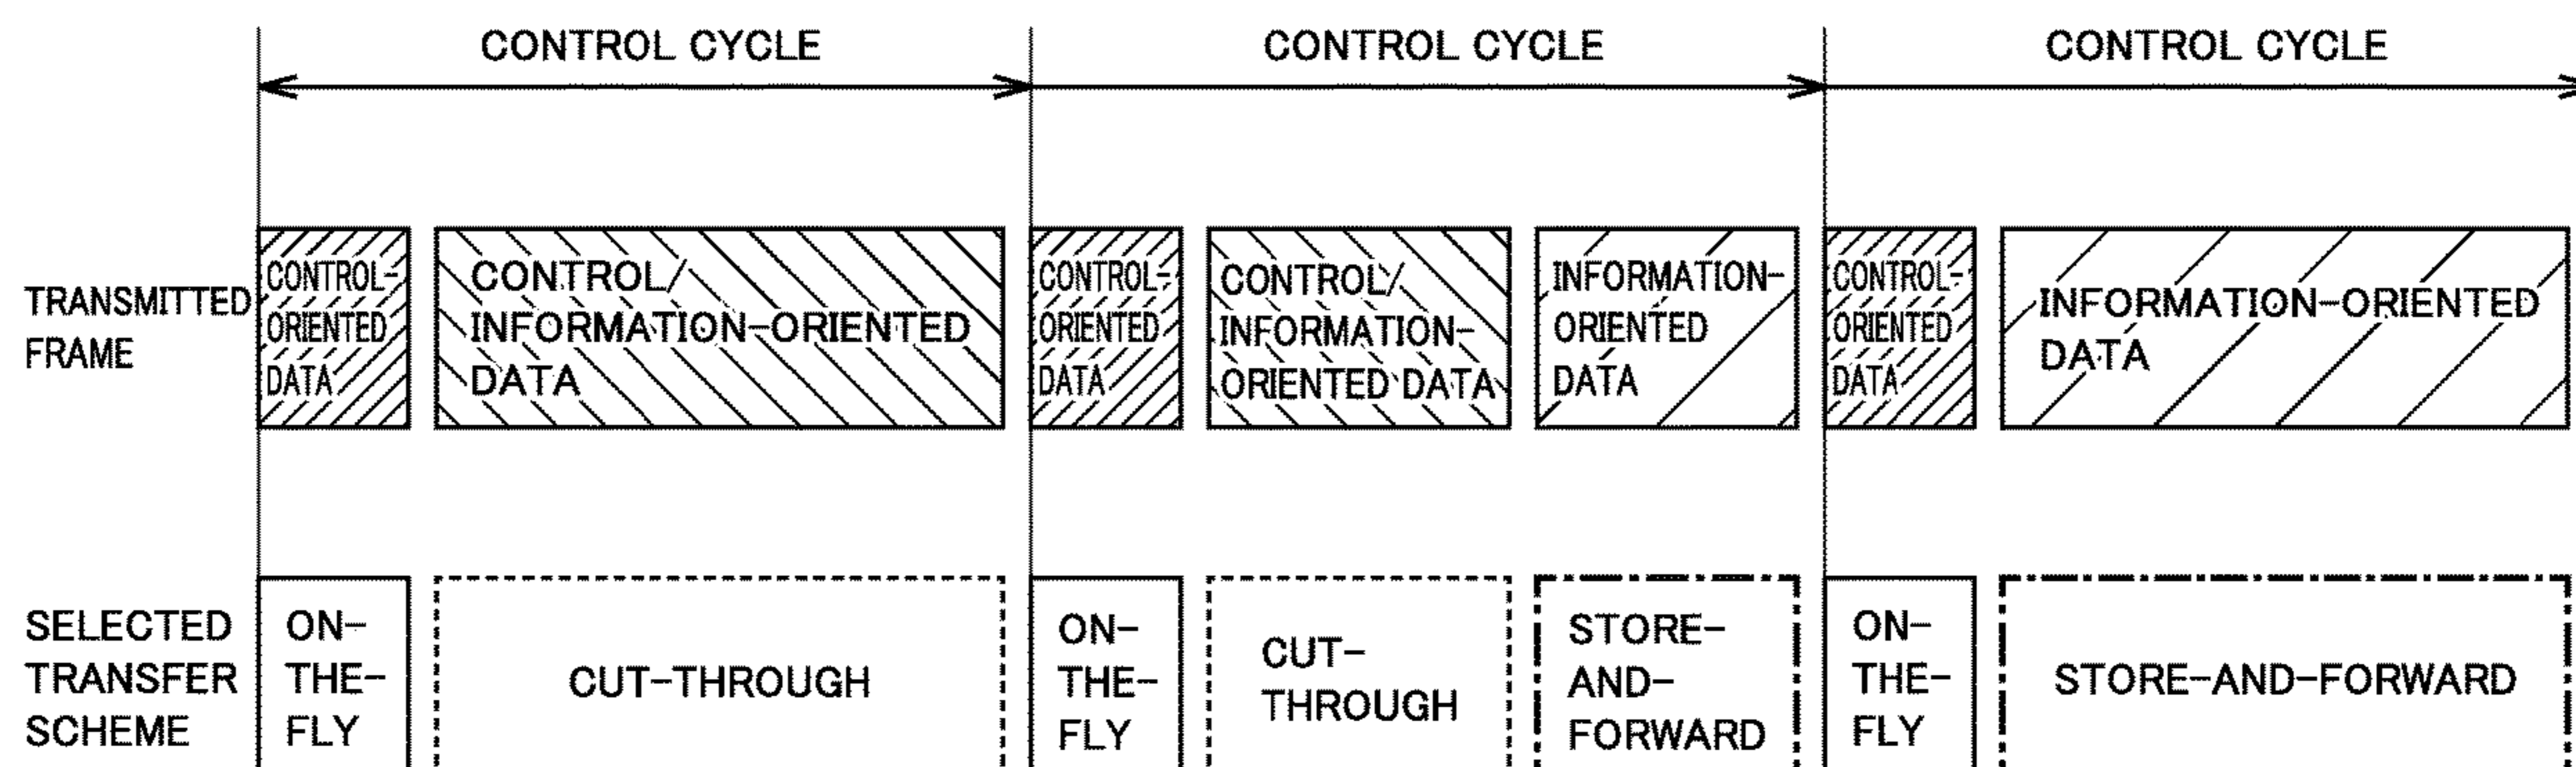 CONTROL CYCLE
CONTROL CYCLE
CONTROL CYCLE
TRANSMITTED
FRAME
CONTROL-
ORIENTED
DATA
CONTROL/
INFORMATION-ORIENTED
DATA
CONTROL-
ORIENTED
DATA
CONTROL/
INFORMATION-
ORIENTED DATA
INFORMATION-
ORIENTED
DATA
CONTROL-
ORIENTED
DATA
INFORMATION-ORIENTED
DATA
SELECTED
TRANSFER
SCHEME
ON-
THE-
FLY
CUT-THROUGH
ON-
THE-
FLY
CUT-
THROUGH
STORE-
AND-
FORWARD
ON-
THE-
FLY
STORE-AND-FORWARD